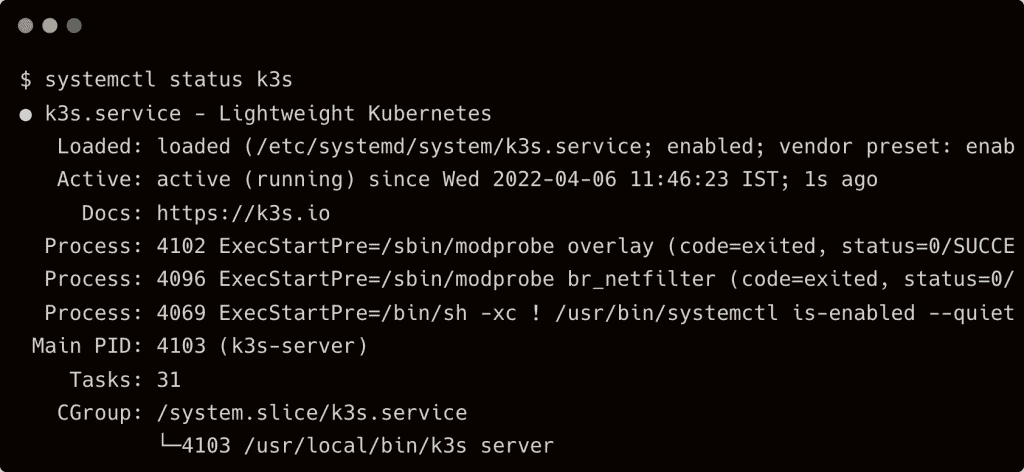 $ systemctl status k3s
● k3s.service - Lightweight Kubernetes
   Loaded: loaded (/etc/systemd/system/k3s.service; enabled; vendor preset: enab
   Active: active (running) since Wed 2022-04-06 11:46:23 IST; 1s ago
     Docs: https://k3s.io
  Process: 4102 ExecStartPre=/sbin/modprobe overlay (code=exited, status=0/SUCCE
  Process: 4096 ExecStartPre=/sbin/modprobe br_netfilter (code=exited, status=0/
  Process: 4069 ExecStartPre=/bin/sh -xc ! /usr/bin/systemctl is-enabled --quiet
 Main PID: 4103 (k3s-server)
    Tasks: 31
   CGroup: /system.slice/k3s.service
           └─4103 /usr/local/bin/k3s server